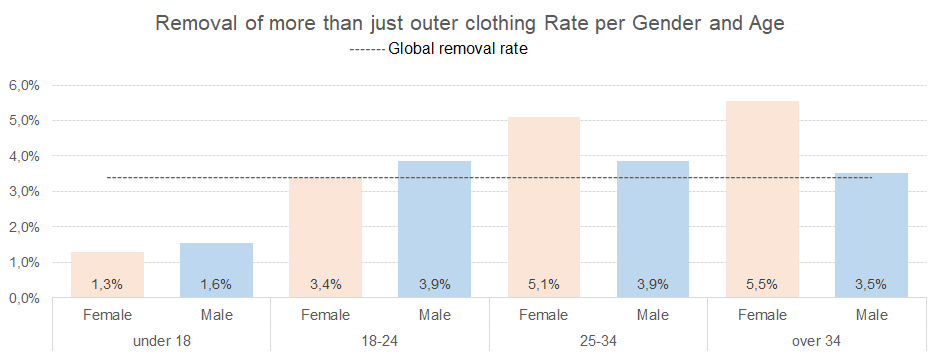 Removal of more than just outer clothing Rate per Gender and Age
------- Global removal rate
6,0%
5,0%
4,0%
3,0%
2,0%
1,0%
0,0%
1,3% 1,6% 3,4% 3,9% 5,1% 3,9% 5,5% 3,5%
Female Male Female Male Female Male Female Male
under 18 18-24 25-34 over 34